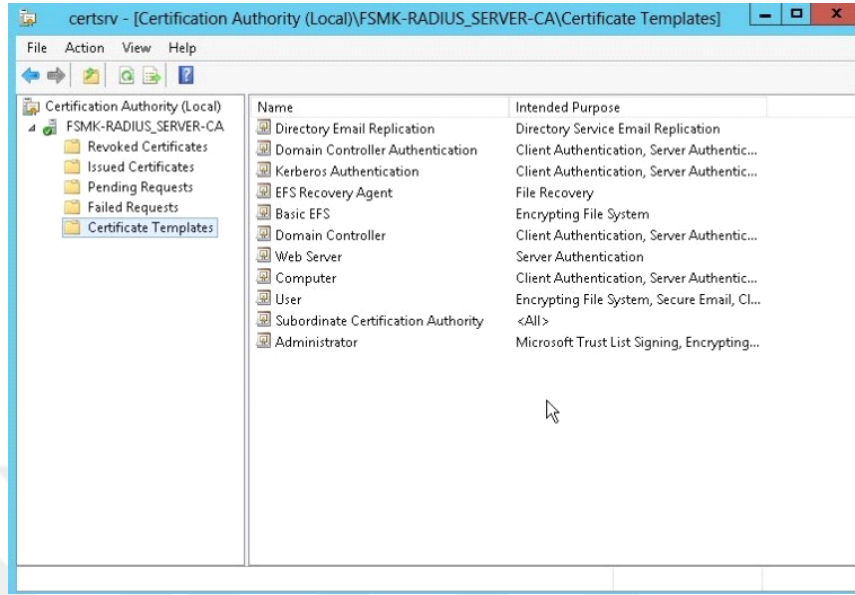 certsrv - [Certification Authority (Local)\FSMK-RADIUS_SERVER-CA\Certificate Templates]
File Action View Help
Certification Authority (Local)
FSMK-RADIUS_SERVER-CA
Revoked Certificates
Issued Certificates
Pending Requests
Failed Requests
Certificate Templates
Name Intended Purpose
Directory Email Replication Directory Service Email Replication
Domain Controller Authentication Client Authentication, Server Authentic...
Kerberos Authentication Client Authentication, Server Authentic...
EFS Recovery Agent File Recovery
Basic EFS Encrypting File System
Domain Controller Client Authentication, Server Authentic...
Web Server Server Authentication
Computer Client Authentication, Server Authentic...
User Encrypting File System, Secure Email, Cl...
Subordinate Certification Authority <All>
Administrator Microsoft Trust List Signing, Encrypting...